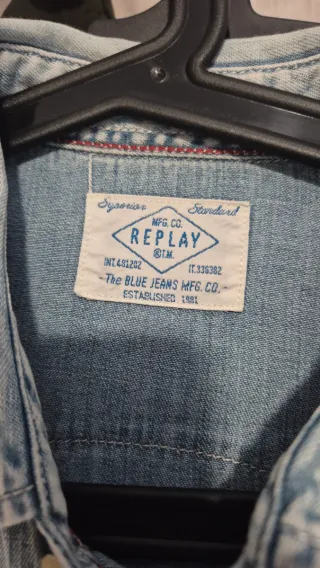 Superior Standard
MFG. CO.
REPLAY
®T.M.
INT.481202 IT.336382
- The BLUE JEANS MFG. CO. -
ESTABLISHED 1981